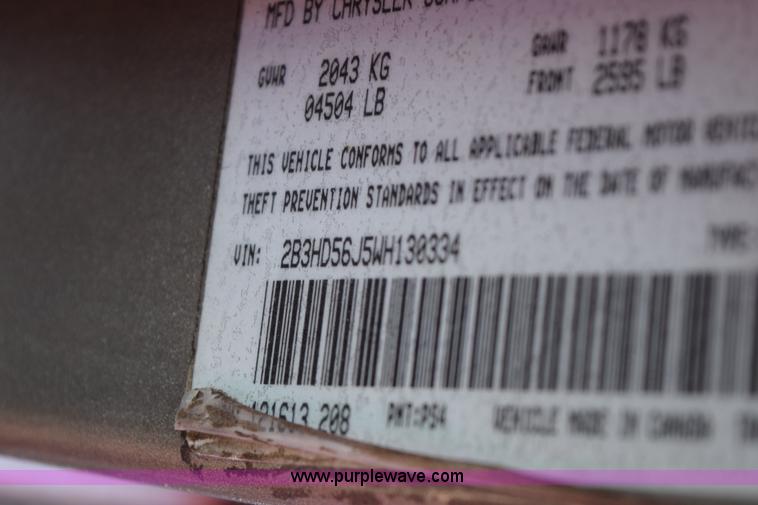 MFD BY CHRYSLER
GVWR 2043 KG
04504 LB
GAWR 1178 KG
FRONT 2595 LB
THIS VEHICLE CONFORMS TO ALL APPLICABLE FEDERAL MOTOR
THEFT PREVENTION STANDARDS IN EFFECT ON THE DATE OF
VIN: 2B3HD56J5WH130334
TYPE:
121613 208 PNT:PS4 VEHICLE MADE IN CANADA
www.purplewave.com